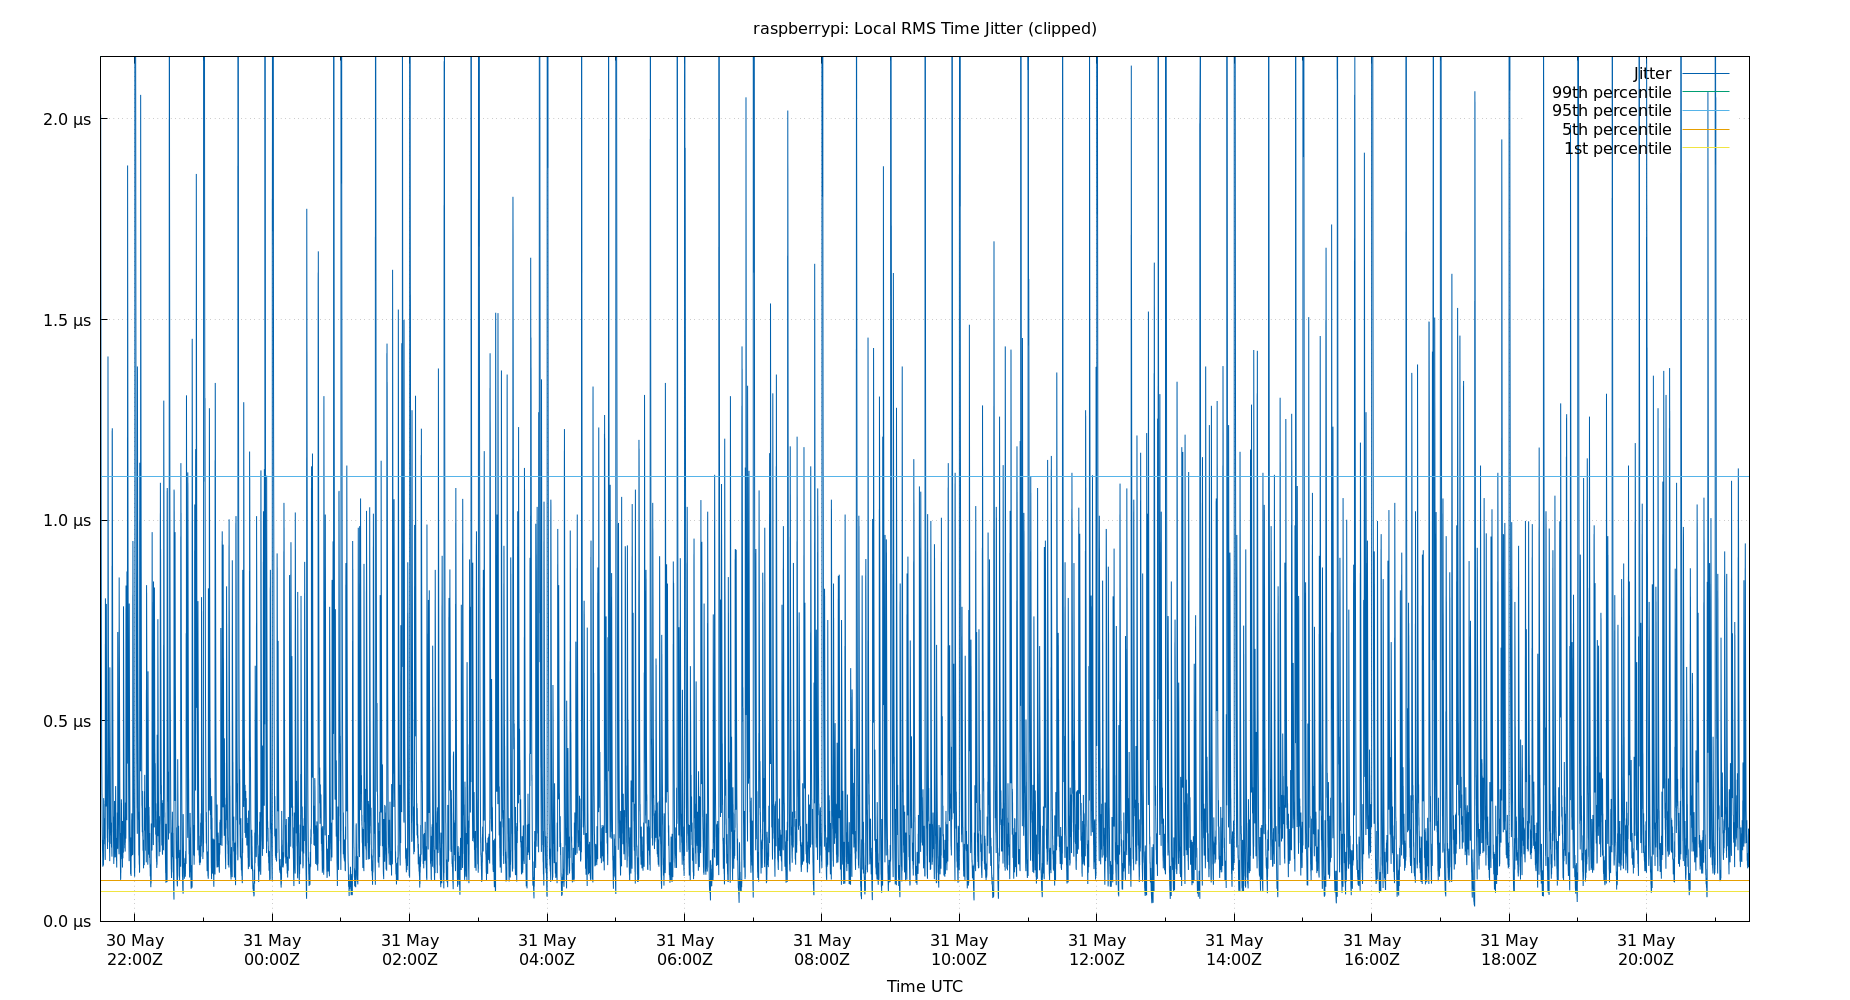 raspberrypi: Local RMS Time Jitter (clipped)
Jitter
99th percentile
95th percentile
5th percentile
1st percentile
2.0 µs
1.5 µs
1.0 µs
0.5 µs
0.0 µs
30 May 31 May 31 May 31 May 31 May 31 May 31 May 31 May 31 May 31 May 31 May 31 May
22:00Z 00:00Z 02:00Z 04:00Z 06:00Z 08:00Z 10:00Z 12:00Z 14:00Z 16:00Z 18:00Z 20:00Z
Time UTC